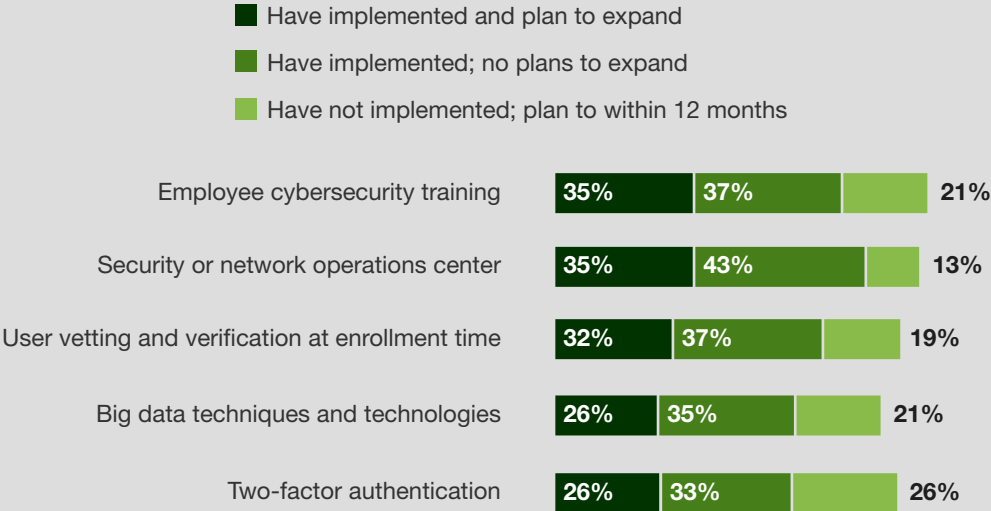 Have implemented and plan to expand
Have implemented; no plans to expand
Have not implemented; plan to within 12 months
Employee cybersecurity training 35% 37% 21%
Security or network operations center 35% 43% 13%
User vetting and verification at enrollment time 32% 37% 19%
Big data techniques and technologies 26% 35% 21%
Two-factor authentication 26% 33% 26%